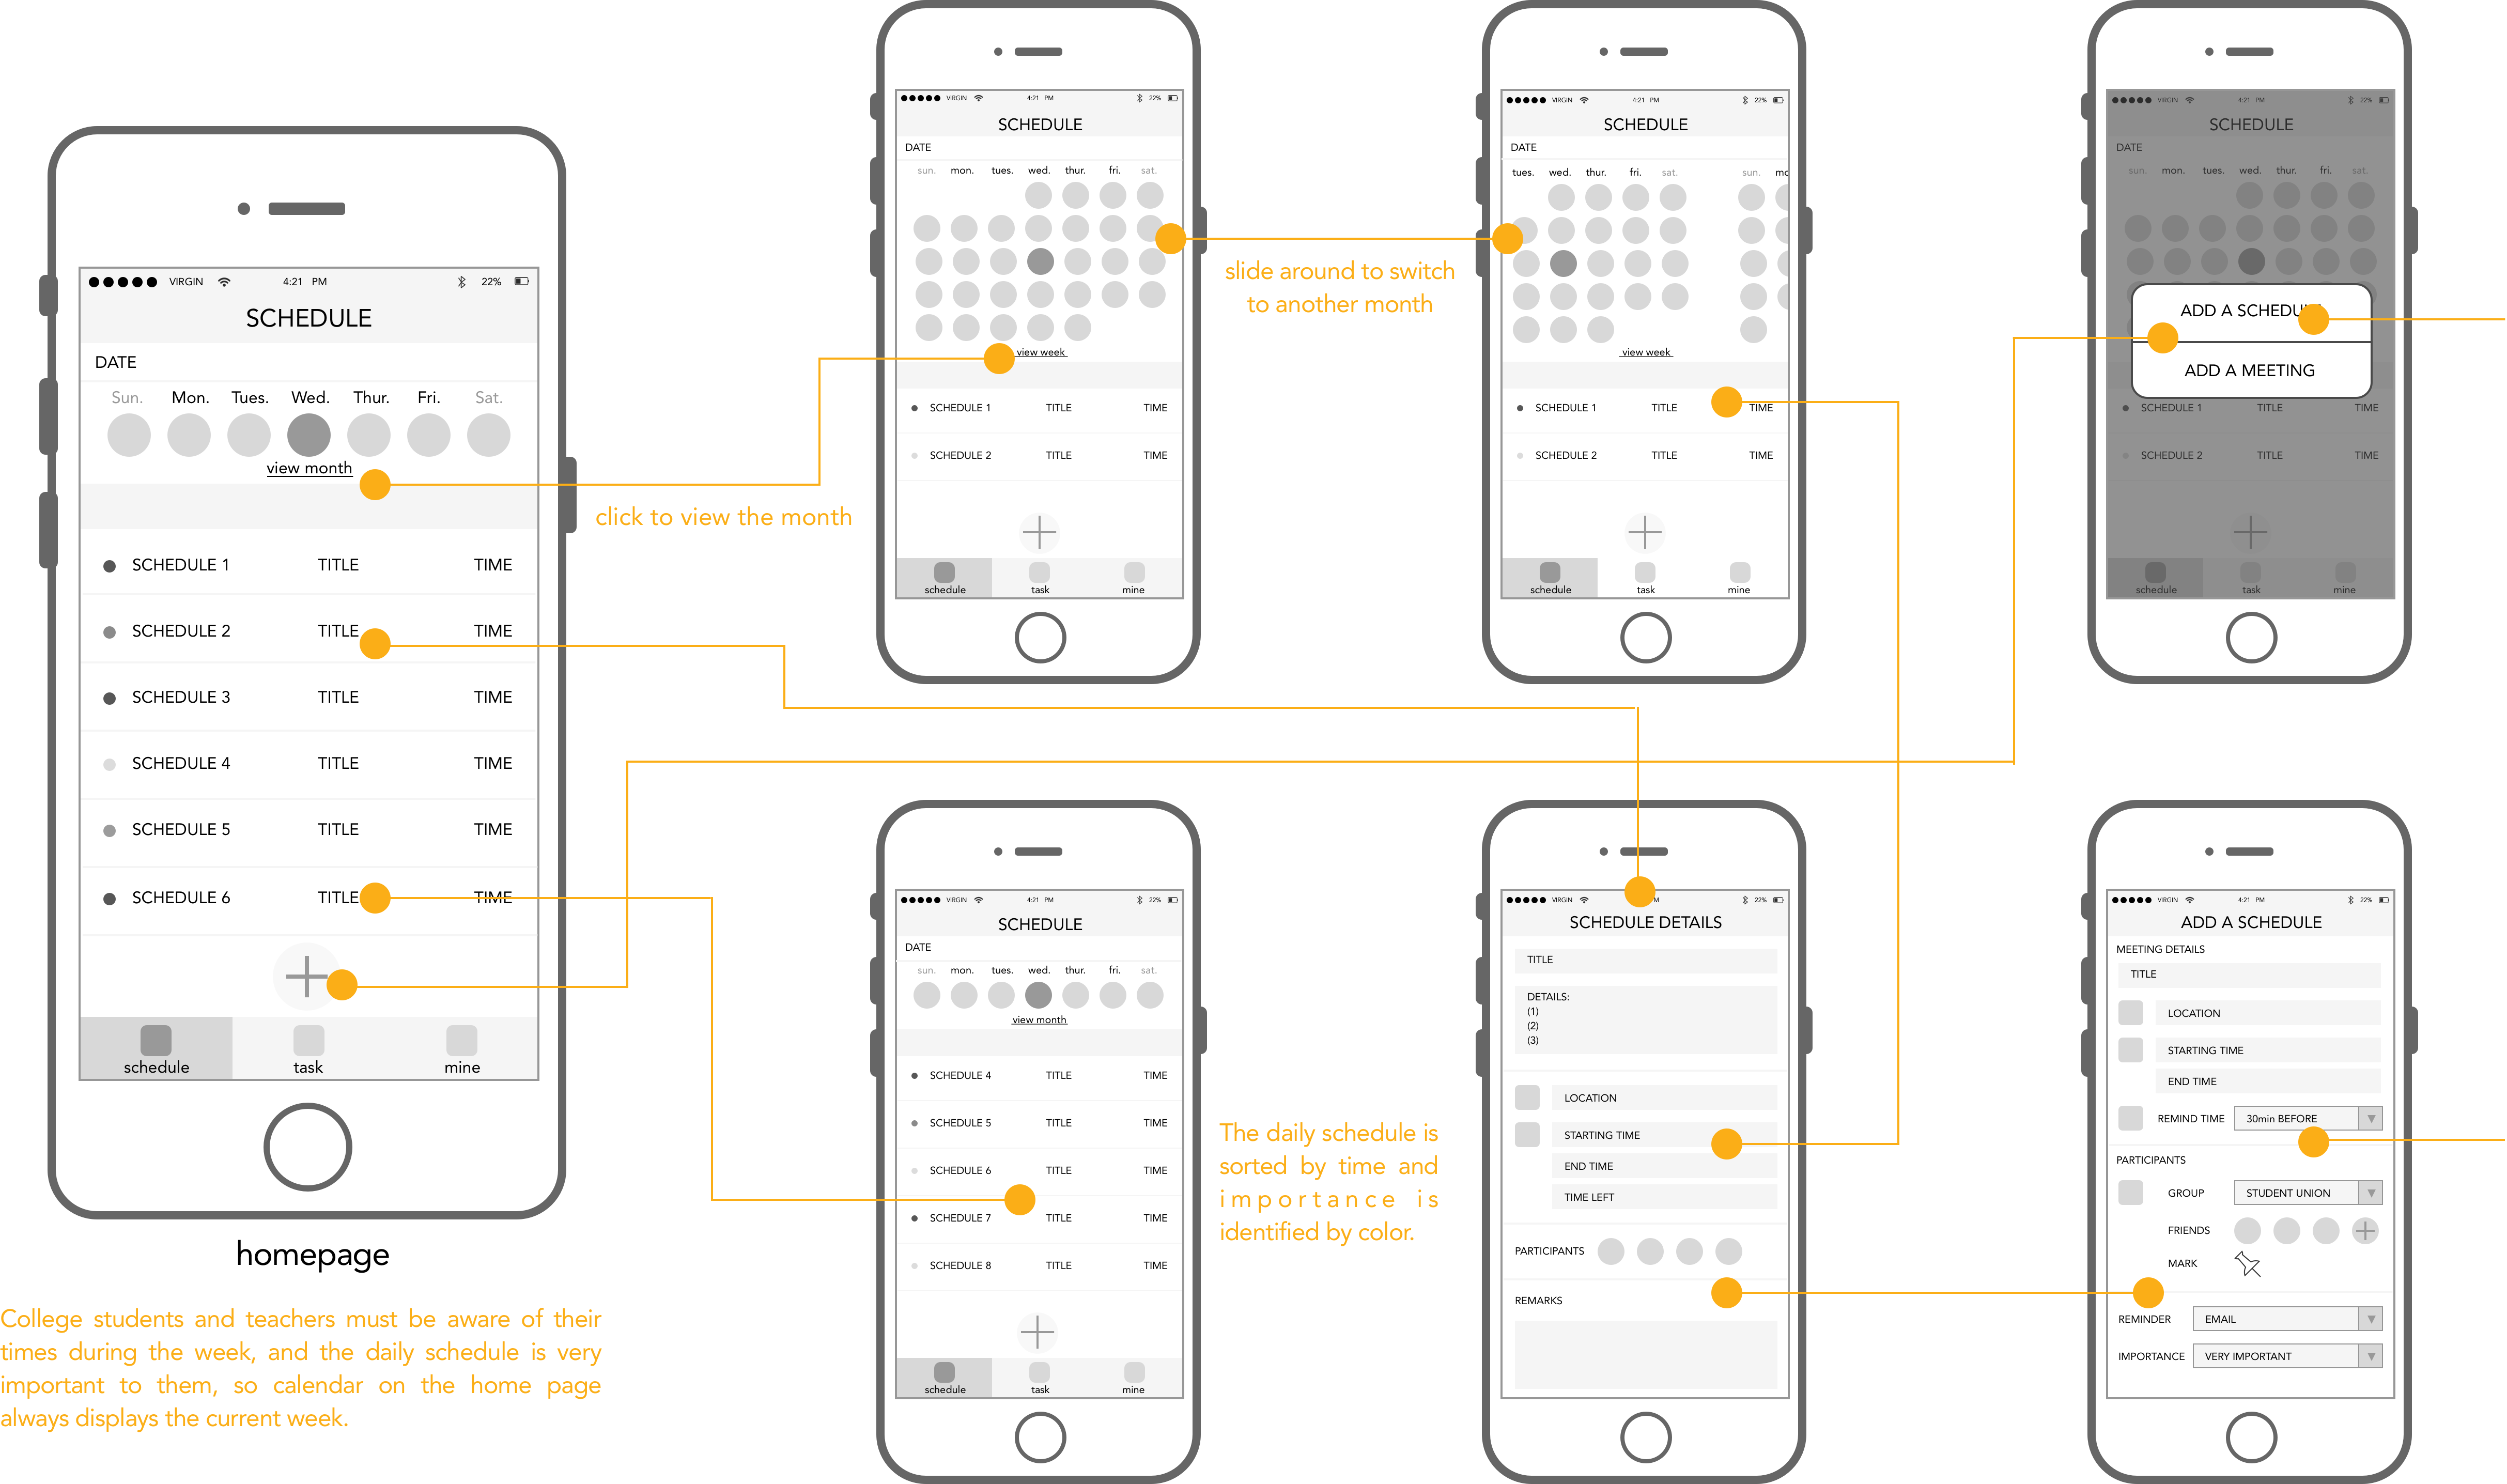 VIRGIN 4:21 PM 22%
SCHEDULE
DATE
Sun. Mon. Tues. Wed. Thur. Fri. Sat.
view month
SCHEDULE 1 TITLE TIME
SCHEDULE 2 TITLE TIME
SCHEDULE 3 TITLE TIME
SCHEDULE 4 TITLE TIME
SCHEDULE 5 TITLE TIME
SCHEDULE 6 TITLE TIME
schedule task mine
homepage
College students and teachers must be aware of their
times during the week, and the daily schedule is very
important to them, so calendar on the home page
always displays the current week.
click to view the month
VIRGIN 4:21 PM 22%
SCHEDULE
DATE
sun. mon. tues. wed. thur. fri. sat.
view week
SCHEDULE 1 TITLE TIME
SCHEDULE 2 TITLE TIME
schedule task mine
slide around to switch
to another month
VIRGIN 4:21 PM 22%
SCHEDULE
DATE
tues. wed. thur. fri. sat. sun. mo
view week
SCHEDULE 1 TITLE TIME
SCHEDULE 2 TITLE TIME
schedule task mine
VIRGIN 4:21 PM 22%
SCHEDULE
DATE
sun. mon. tues. wed. thur. fri. sat.
ADD A SCHEDU
ADD A MEETING
SCHEDULE 1 TITLE TIME
SCHEDULE 2 TITLE TIME
schedule task mine
VIRGIN 4:21 PM 22%
SCHEDULE
DATE
sun. mon. tues. wed. thur. fri. sat.
view month
SCHEDULE 4 TITLE TIME
SCHEDULE 5 TITLE TIME
SCHEDULE 6 TITLE TIME
SCHEDULE 7 TITLE TIME
SCHEDULE 8 TITLE TIME
schedule task mine
The daily schedule is
sorted by time and
importance is
identified by color.
VIRGIN M 22%
SCHEDULE DETAILS
TITLE
DETAILS:
(1)
(2)
(3)
LOCATION
STARTING TIME
END TIME
TIME LEFT
PARTICIPANTS
REMARKS
VIRGIN 4:21 PM 22%
ADD A SCHEDULE
MEETING DETAILS
TITLE
LOCATION
STARTING TIME
END TIME
REMIND TIME 30min BEFORE
PARTICIPANTS
GROUP STUDENT UNION
FRIENDS
MARK
REMINDER EMAIL
IMPORTANCE VERY IMPORTANT